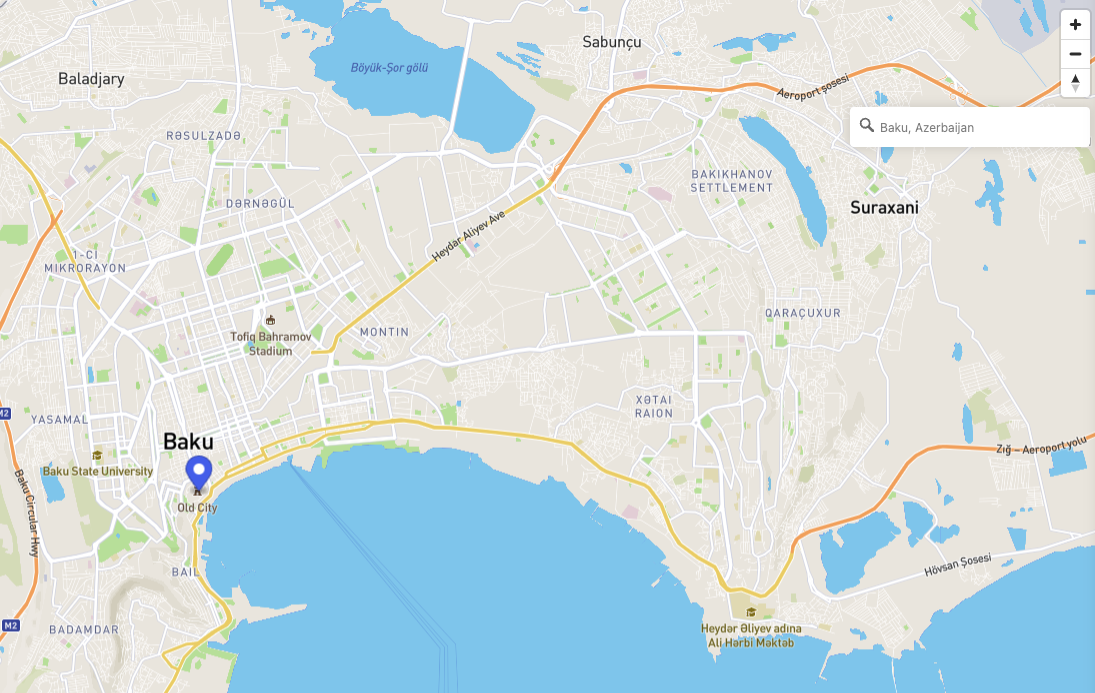 Sabunçu
Böyük-Şor gölü
Baladjary
Aeroport şosesi
Baku, Azerbaijan
RƏSULZADƏ
BAKIKHANOV
SETTLEMENT
DƏRNƏGÜL
Suraxani
Heydar Aliyev Ave
1-CI
MIKRORAYON
QARAÇUXUR
MONTIN
Tofiq Bahramov
Stadium
XƏTAI
RAION
M2
YASAMAL
Baku
Zığ – Aeroport yolu
Baku State University
Baku Circular Hwy
Old City
Hövsan Şosesi
BAIL
M2
BADAMDAR
Heydər Əliyev adına
Ali Hərbi Məktəb